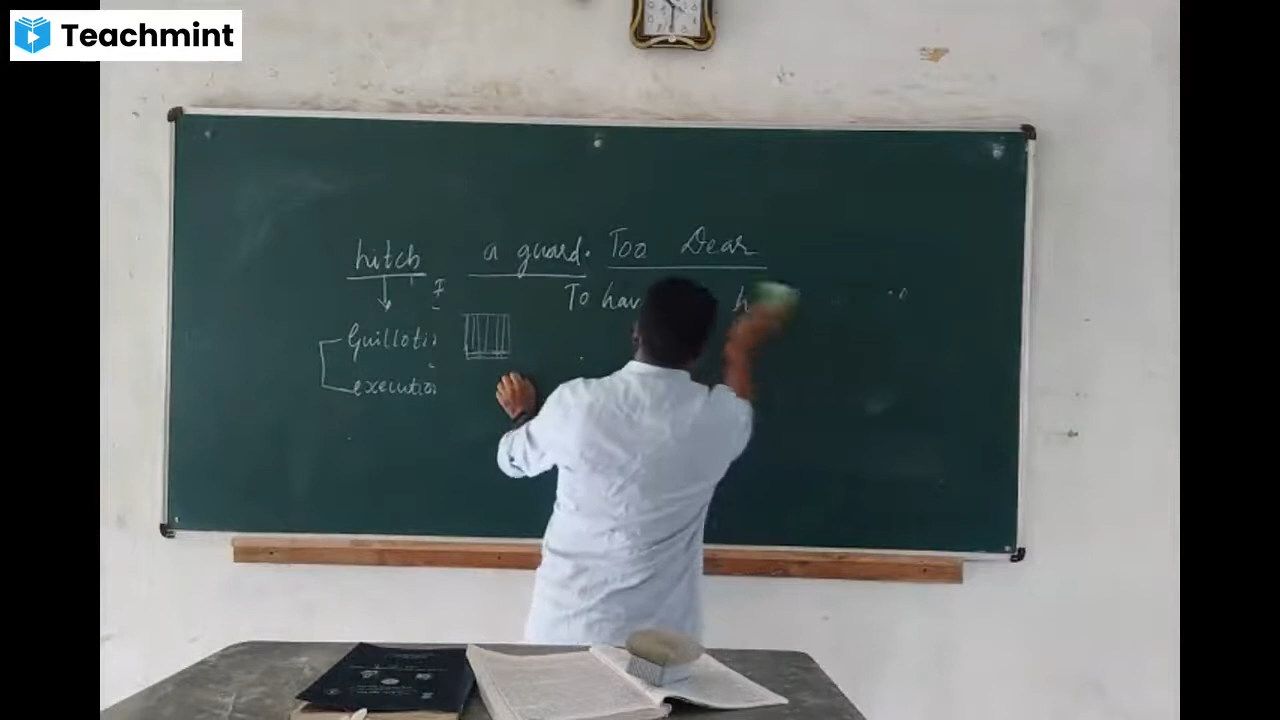 Teachmint
hitch a guard. Too Dear
To hav h
Guillotin
execution